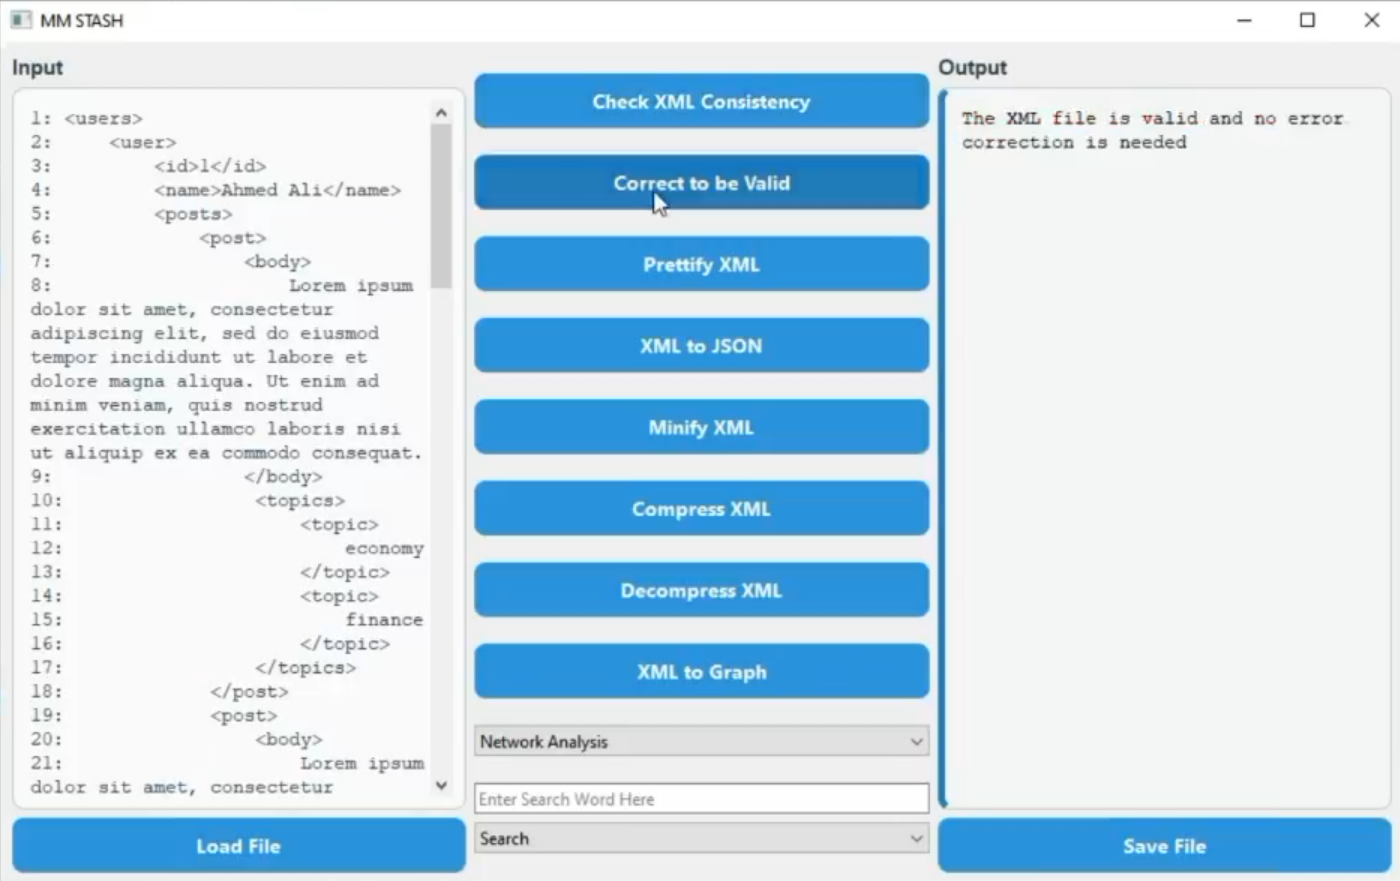 MM STASH
Input
1: <users>
2: <user>
3: <id>1</id>
4: <name>Ahmed Ali</name>
5: <posts>
6: <post>
7: <body>
8: Lorem ipsum
dolor sit amet, consectetur
adipiscing elit, sed do eiusmod
tempor incididunt ut labore et
dolore magna aliqua. Ut enim ad
minim veniam, quis nostrud
exercitation ullamco laboris nisi
ut aliquip ex ea commodo consequat.
9: </body>
10: <topics>
11: <topic>
12: economy
13: </topic>
14: <topic>
15: finance
16: </topic>
17: </topics>
18: </post>
19: <post>
20: <body>
21: Lorem ipsum
dolor sit amet, consectetur
Load File
Check XML Consistency
Correct to be Valid
Prettify XML
XML to JSON
Minify XML
Compress XML
Decompress XML
XML to Graph
Network Analysis
Enter Search Word Here
Search
Output
The XML file is valid and no error
correction is needed
Save File